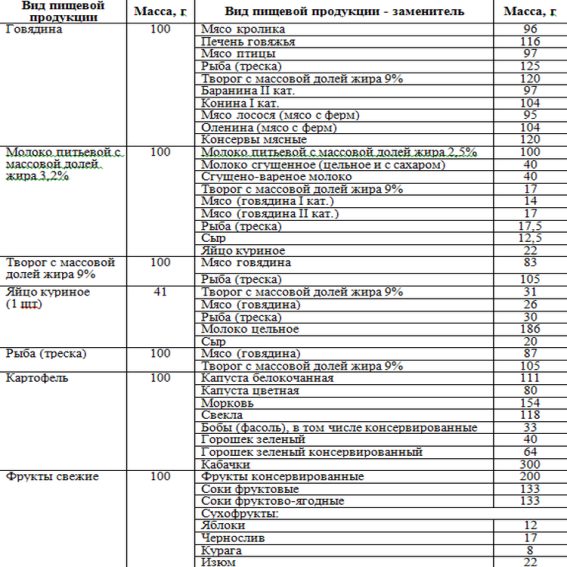 Вид пищевой продукции | Масса, г | Вид пищевой продукции - заменитель | Масса, г
Говядина | 100 | Мясо кролика | 96
Печень говяжья | 116
Мясо птицы | 97
Рыба (треска) | 125
Творог с массовой долей жира 9% | 120
Баранина II кат. | 97
Конина I кат. | 104
Мясо лося (мясо с ферм) | 95
Оленина (мясо с ферм) | 104
Консервы мясные | 120
Молоко питьевой с массовой долей жира 3,2% | 100 | Молоко питьевой с массовой долей жира 2,5% | 100
Молоко сгущенное (цельное и с сахаром) | 40
Сгущено-вареное молоко | 40
Творог с массовой долей жира 9% | 17
Мясо (говядина I кат.) | 14
Мясо (говядина II кат.) | 17
Рыба (треска) | 17,5
Сыр | 12,5
Яйцо куриное | 22
Творог с массовой долей жира 9% | 100 | Мясо говядина | 83
Рыба (треска) | 105
Яйцо куриное (1 шт.) | 41 | Творог с массовой долей жира 9% | 31
Мясо (говядина) | 26
Рыба (треска) | 30
Молоко цельное | 186
Сыр | 20
Рыба (треска) | 100 | Мясо (говядина) | 87
Творог с массовой долей жира 9% | 105
Картофель | 100 | Капуста белокочанная | 111
Капуста цветная | 80
Морковь | 154
Свекла | 118
Бобы (фасоль), в том числе консервированные | 33
Горошек зеленый | 40
Горошек зеленый консервированный | 64
Кабачки | 300
Фрукты свежие | 100 | Фрукты консервированные | 200
Соки фруктовые | 133
Соки фруктово-ягодные | 133
Сухофрукты:
Яблоки | 12
Чернослив | 17
Курага | 8
Изюм | 22